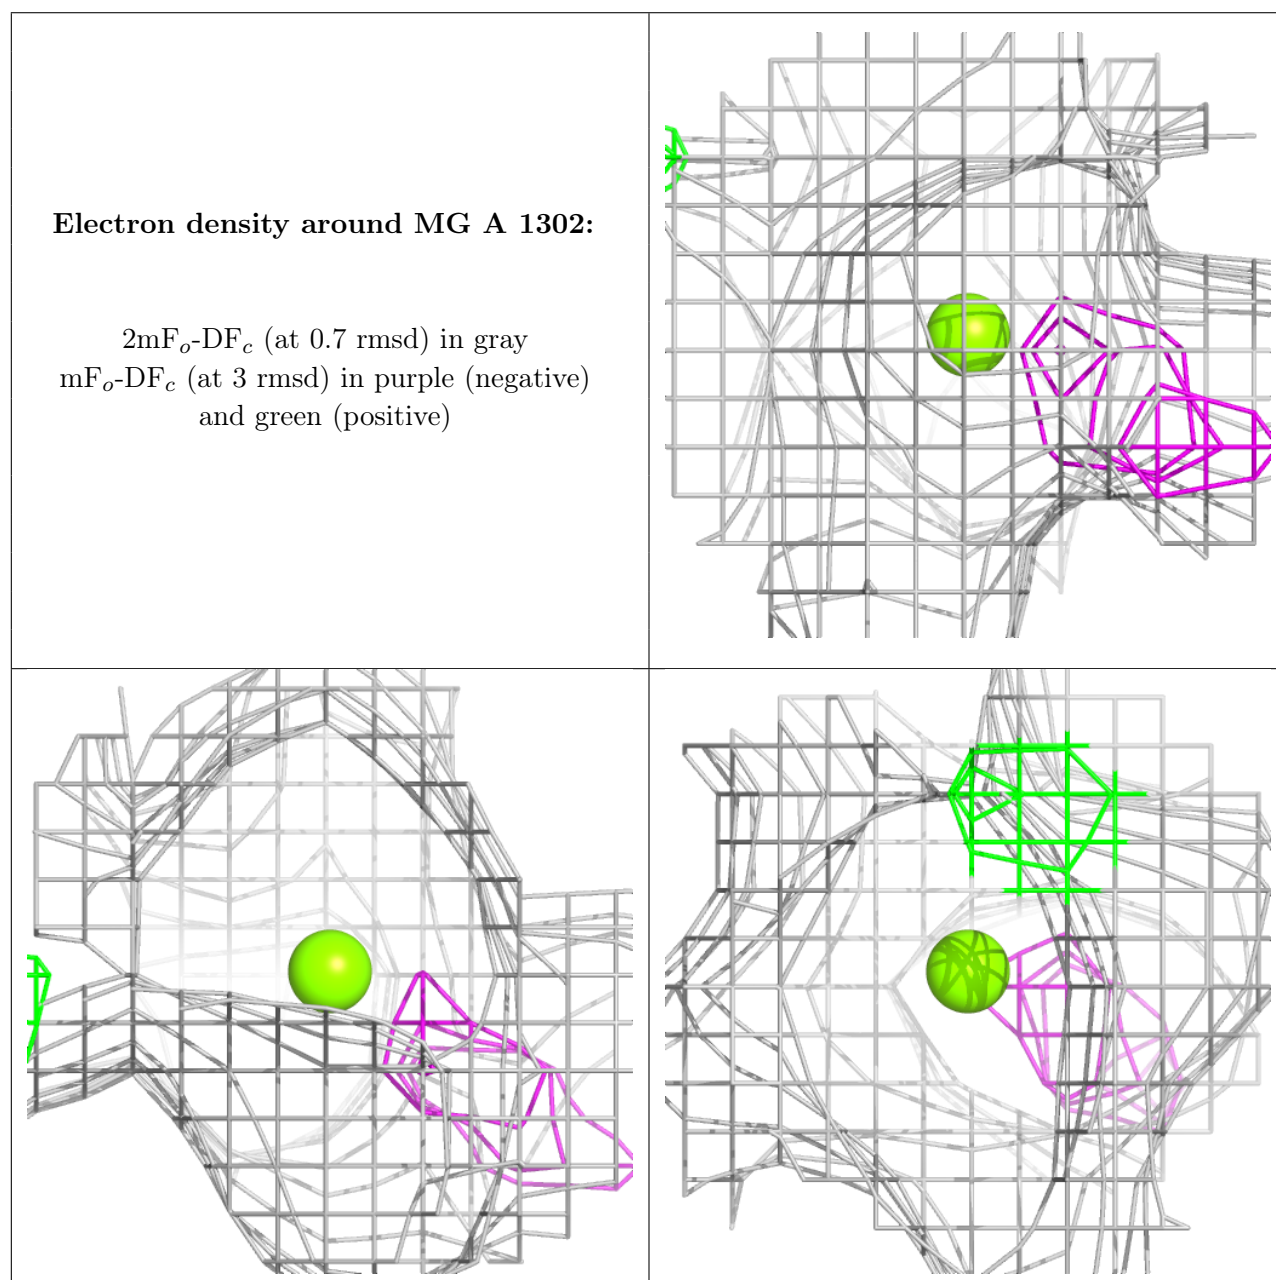 Electron density around MG A 1302:
2mFo-DFc (at 0.7 rmsd) in gray
mFo-DFc (at 3 rmsd) in purple (negative)
and green (positive)